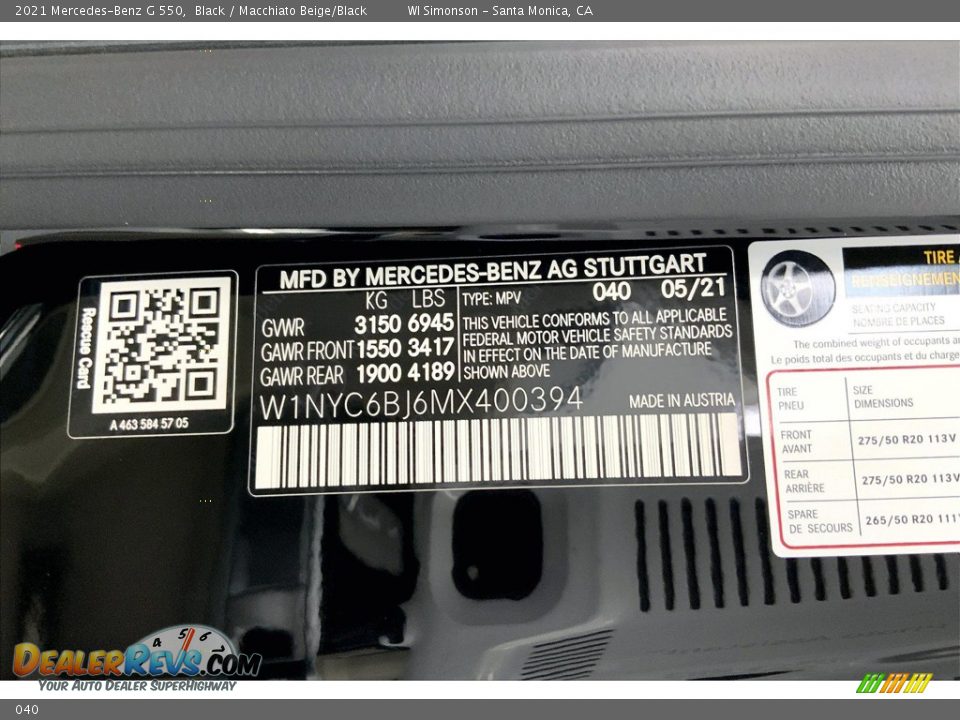 2021 Mercedes-Benz G 550, Black / Macchiato Beige/Black WI Simonson - Santa Monica, CA
Rescue Card
A 463 584 57 05
MFD BY MERCEDES-BENZ AG STUTTGART
KG LBS
GVWR 3150 6945
GAWR FRONT 1550 3417
GAWR REAR 1900 4189
TYPE: MPV 040 05/21
THIS VEHICLE CONFORMS TO ALL APPLICABLE
FEDERAL MOTOR VEHICLE SAFETY STANDARDS
IN EFFECT ON THE DATE OF MANUFACTURE
SHOWN ABOVE
W1NYC6BJ6MX400394 MADE IN AUSTRIA
TIRE
SEATING CAPACITY
NOMBRE DE PLACES
The combined weight of occupants
Le poids total des occupants et du
TIRE SIZE
PNEU DIMENSIONS
FRONT
AVANT 275/50 R20 113V
REAR
ARRIÈRE 275/50 R20 113V
SPARE
DE SECOURS 265/50 R20
4 5 6 7
DealerRevs.com
Your Auto Dealer SuperHighway
040